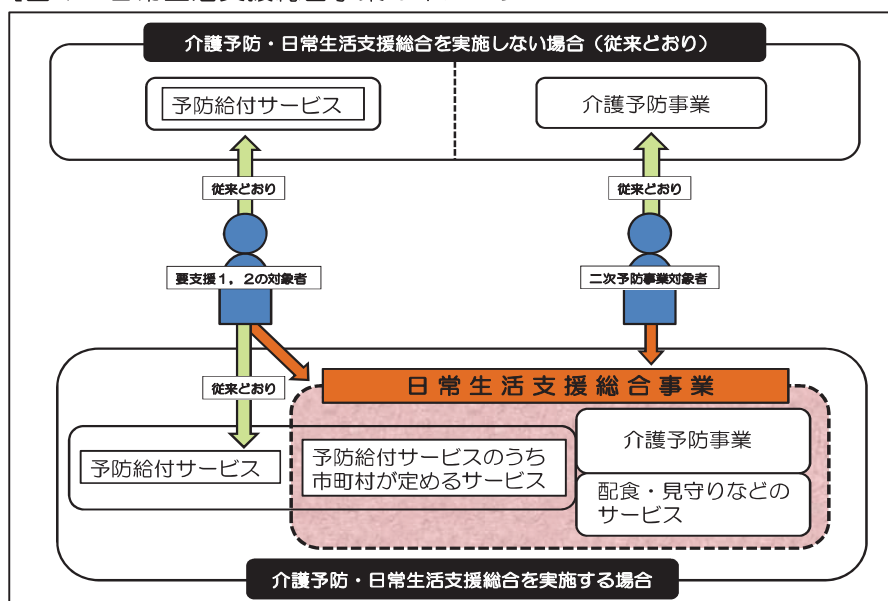 介護予防・日常生活支援総合を実施しない場合（従来どおり）
予防給付サービス
介護予防事業
従来どおり
従来どおり
要支援１，２の対象者
二次予防事業対象者
従来どおり
日常生活支援総合事業
予防給付サービス
予防給付サービスのうち
市町村が定めるサービス
介護予防事業
配食・見守りなどの
サービス
介護予防・日常生活支援総合を実施する場合